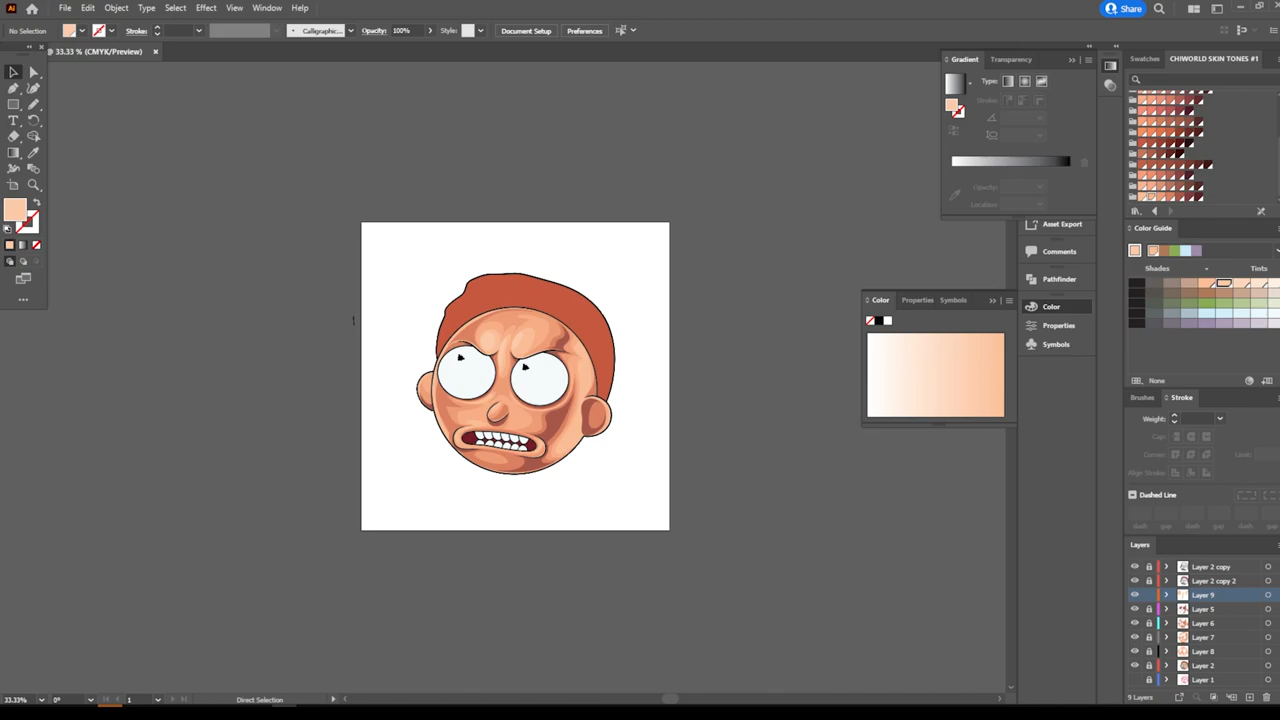 Ai File Edit Object Type Select Effect View Window Help Share
No Selection Stroke: Calligraphic... Opacity: 100% Style: Document Setup Preferences
33.33 % (CMYK/Preview) ×
Gradient Transparency
Type:
Stroke:
Opacity:
Location:
Swatches CHIWORLD SKIN TONES #1
Asset Export
Comments
Pathfinder
Color
Properties
Symbols
Color Guide
Shades Tints
None
Color Properties Symbols
Brushes Stroke
Weight:
Cap:
Corner:
Limit:
Align Stroke:
Dashed Line
dash gap dash gap dash gap
Layers
Layer 2 copy
Layer 2 copy 2
Layer 9
Layer 5
Layer 6
Layer 7
Layer 8
Layer 2
Layer 1
9 Layers
33.33% 0° 1 Direct Selection